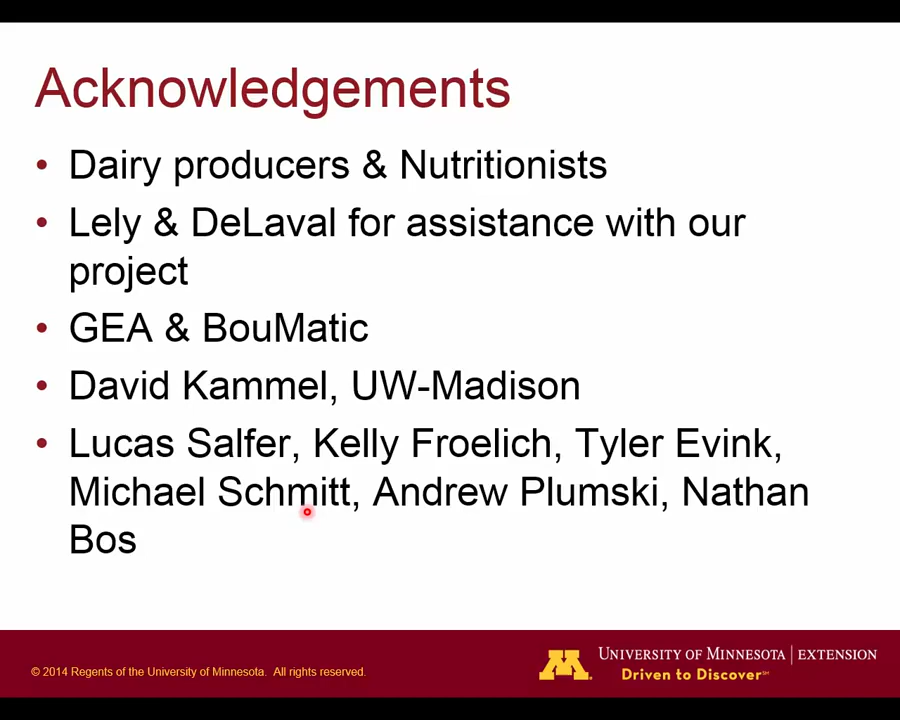 Acknowledgements
• Dairy producers & Nutritionists
• Lely & DeLaval for assistance with our
project
• GEA & BouMatic
• David Kammel, UW-Madison
• Lucas Salfer, Kelly Froelich, Tyler Evink,
Michael Schmitt, Andrew Plumski, Nathan
Bos
© 2014 Regents of the University of Minnesota. All rights reserved.
M
UNIVERSITY OF MINNESOTA | EXTENSION
Driven to Discover℠